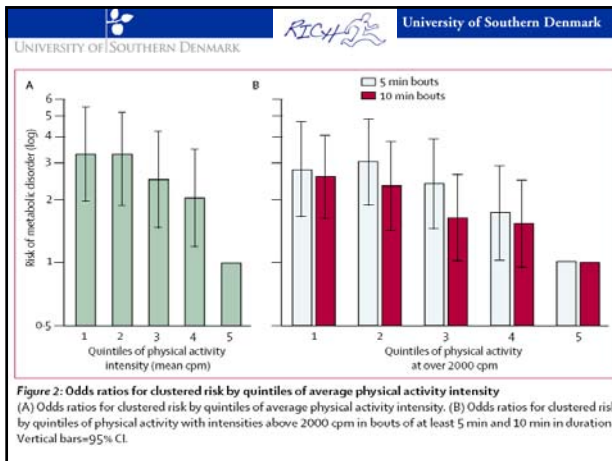 UNIVERSITY OF SOUTHERN DENMARK
RICH
University of Southern Denmark
A
Risk of metabolic disorder (log)
6
5
4
3
2
1
0·5
1 2 3 4 5
Quintiles of physical activity
intensity (mean cpm)
B
5 min bouts
10 min bouts
1 2 3 4 5
Quintiles of physical activity
at over 2000 cpm
Figure 2: Odds ratios for clustered risk by quintiles of average physical activity intensity
(A) Odds ratios for clustered risk by quintiles of average physical activity intensity. (B) Odds ratios for clustered risk
by quintiles of physical activity with intensities above 2000 cpm in bouts of at least 5 min and 10 min in duration.
Vertical bars=95% CI.